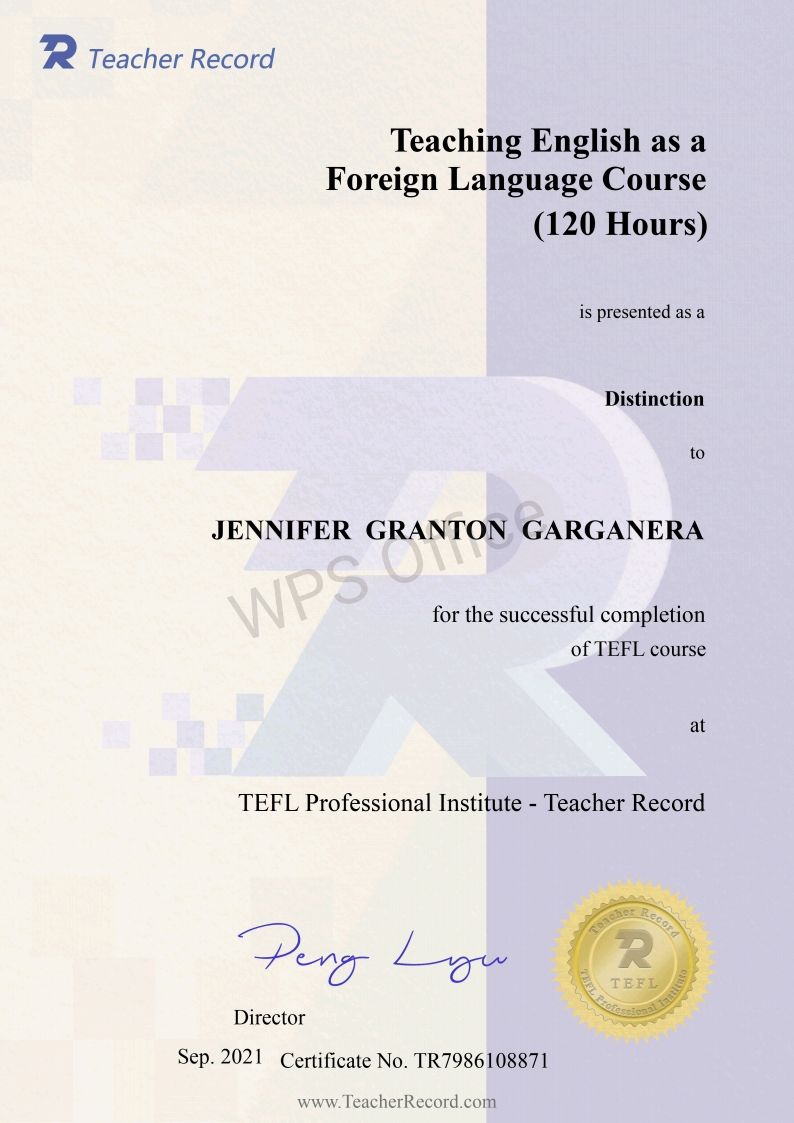 Teacher Record
Teaching English as a
Foreign Language Course
(120 Hours)
is presented as a
Distinction
to
JENNIFER GRANTON GARGANERA
WPS Office
for the successful completion
of TEFL course
at
TEFL Professional Institute - Teacher Record
Peng Lyu
Teacher Record
TEFL
TEFL Professional Institute
Director
Sep. 2021 Certificate No. TR7986108871
www.TeacherRecord.com